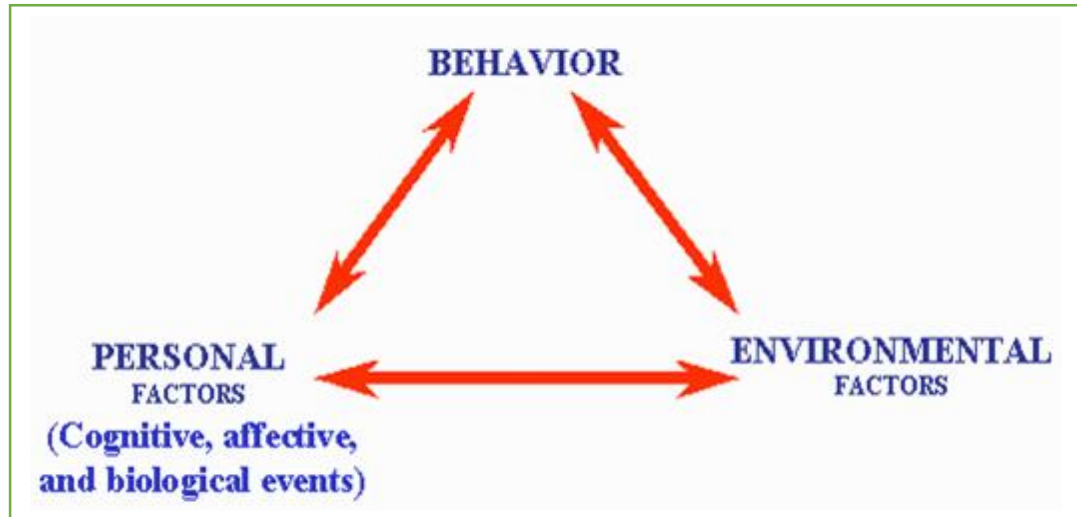 BEHAVIOR
PERSONAL
FACTORS
(Cognitive, affective,
and biological events)
ENVIRONMENTAL
FACTORS